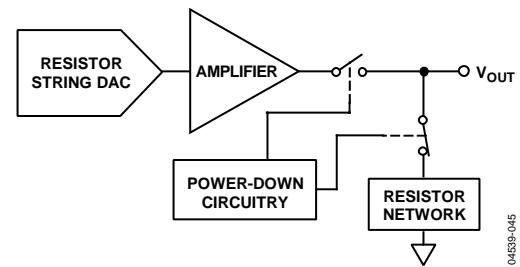 RESISTOR
STRING DAC
AMPLIFIER
VOUT
POWER-DOWN
CIRCUITRY
RESISTOR
NETWORK
04539-045